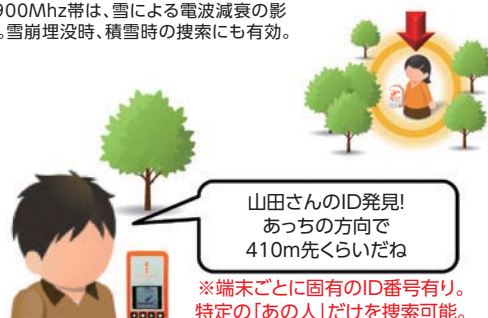 900Mhz帯は、雪による電波減衰の影
。雪崩埋没時、積雪時の捜索にも有効。
山田さんのID発見!
あっちの方向で
410m先くらいだね
※端末ごとに固有のID番号有り。
特定の「あの人」だけを捜索可能。